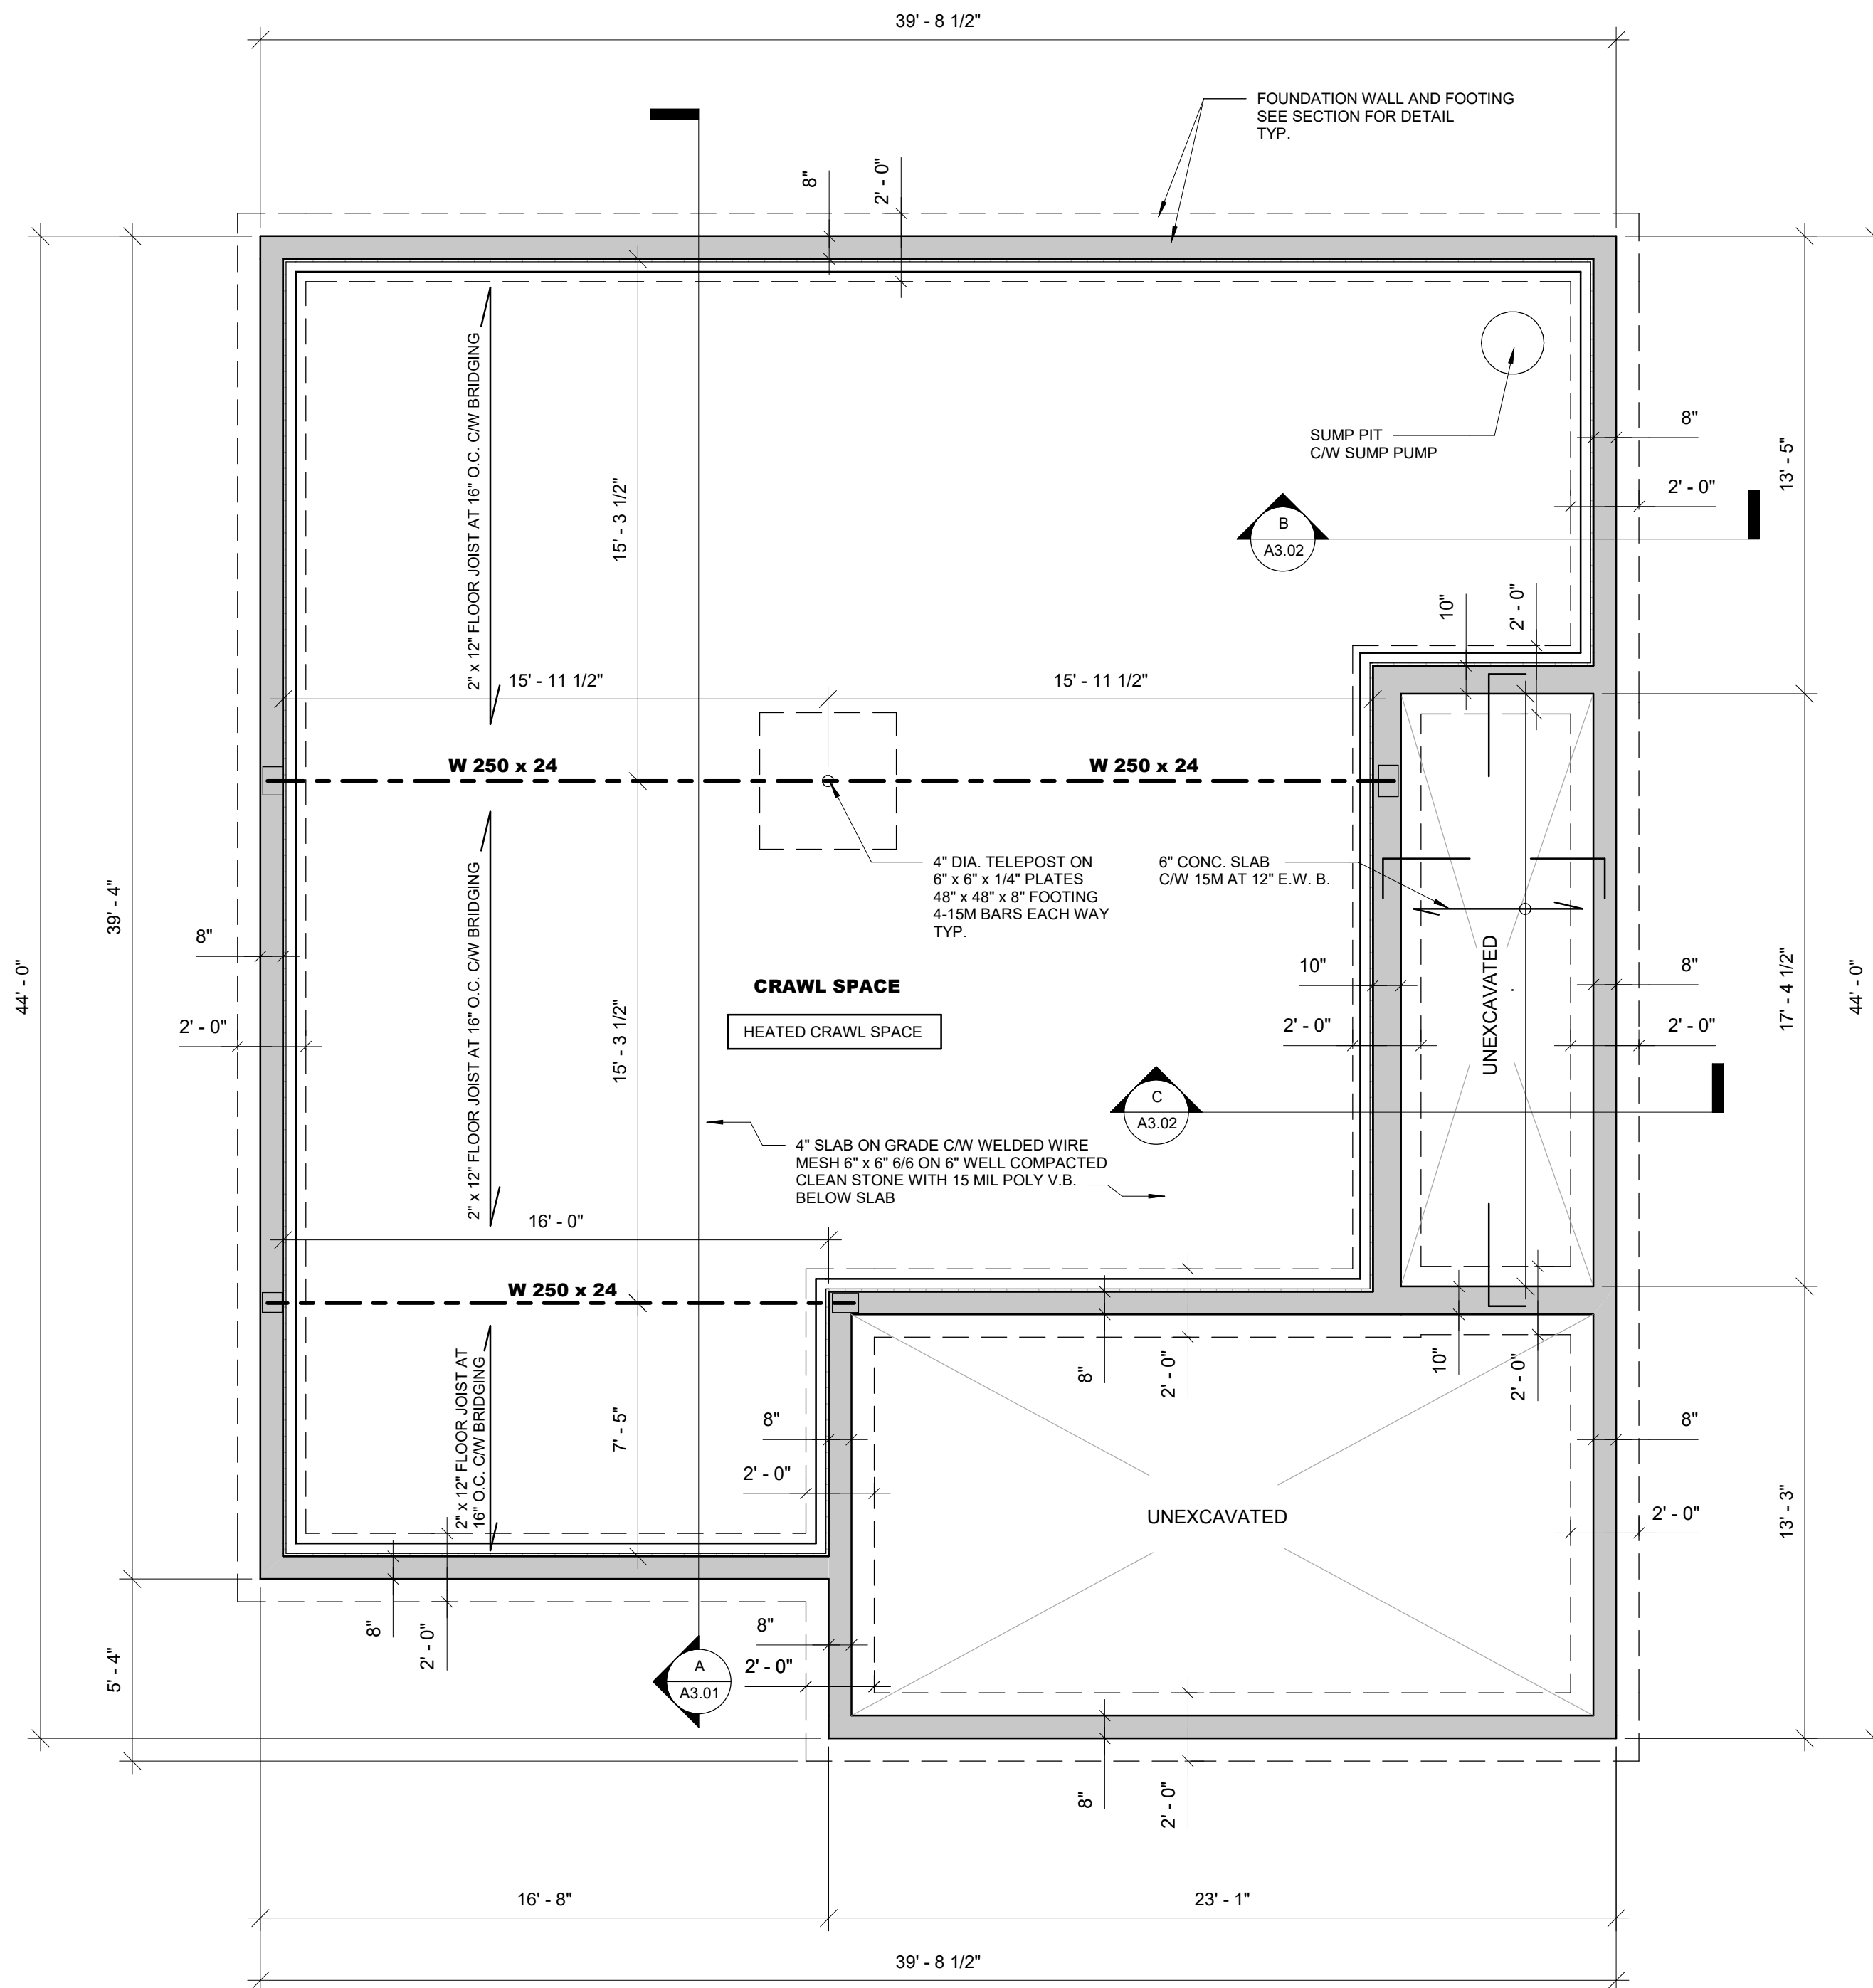 39' - 8 1/2"
FOUNDATION WALL AND FOOTING
SEE SECTION FOR DETAIL
TYP.
8"
2' - 0"
2" x 12" FLOOR JOIST AT 16" O.C. C/W BRIDGING
15' - 3 1/2"
SUMP PIT
C/W SUMP PUMP
8"
2' - 0"
13' - 5"
B
A3.02
10"
2' - 0"
15' - 11 1/2"
15' - 11 1/2"
W 250 x 24
W 250 x 24
4" DIA. TELEPOST ON
6" x 6" x 1/4" PLATES
48" x 48" x 8" FOOTING
4-15M BARS EACH WAY
TYP.
6" CONC. SLAB
C/W 15M AT 12" E.W. B.
44' - 0"
39' - 4"
8"
2' - 0"
2" x 12" FLOOR JOIST AT 16" O.C. C/W BRIDGING
15' - 3 1/2"
CRAWL SPACE
HEATED CRAWL SPACE
10"
2' - 0"
UNEXCAVATED
8"
2' - 0"
17' - 4 1/2"
44' - 0"
C
A3.02
4" SLAB ON GRADE C/W WELDED WIRE
MESH 6" x 6" 6/6 ON 6" WELL COMPACTED
CLEAN STONE WITH 15 MIL POLY V.B.
BELOW SLAB
16' - 0"
W 250 x 24
2" x 12" FLOOR JOIST AT
16" O.C. C/W BRIDGING
7' - 5"
8"
2' - 0"
8"
2' - 0"
10"
2' - 0"
8"
2' - 0"
13' - 3"
UNEXCAVATED
5' - 4"
8"
2' - 0"
A
A3.01
8"
2' - 0"
8"
2' - 0"
16' - 8"
23' - 1"
39' - 8 1/2"